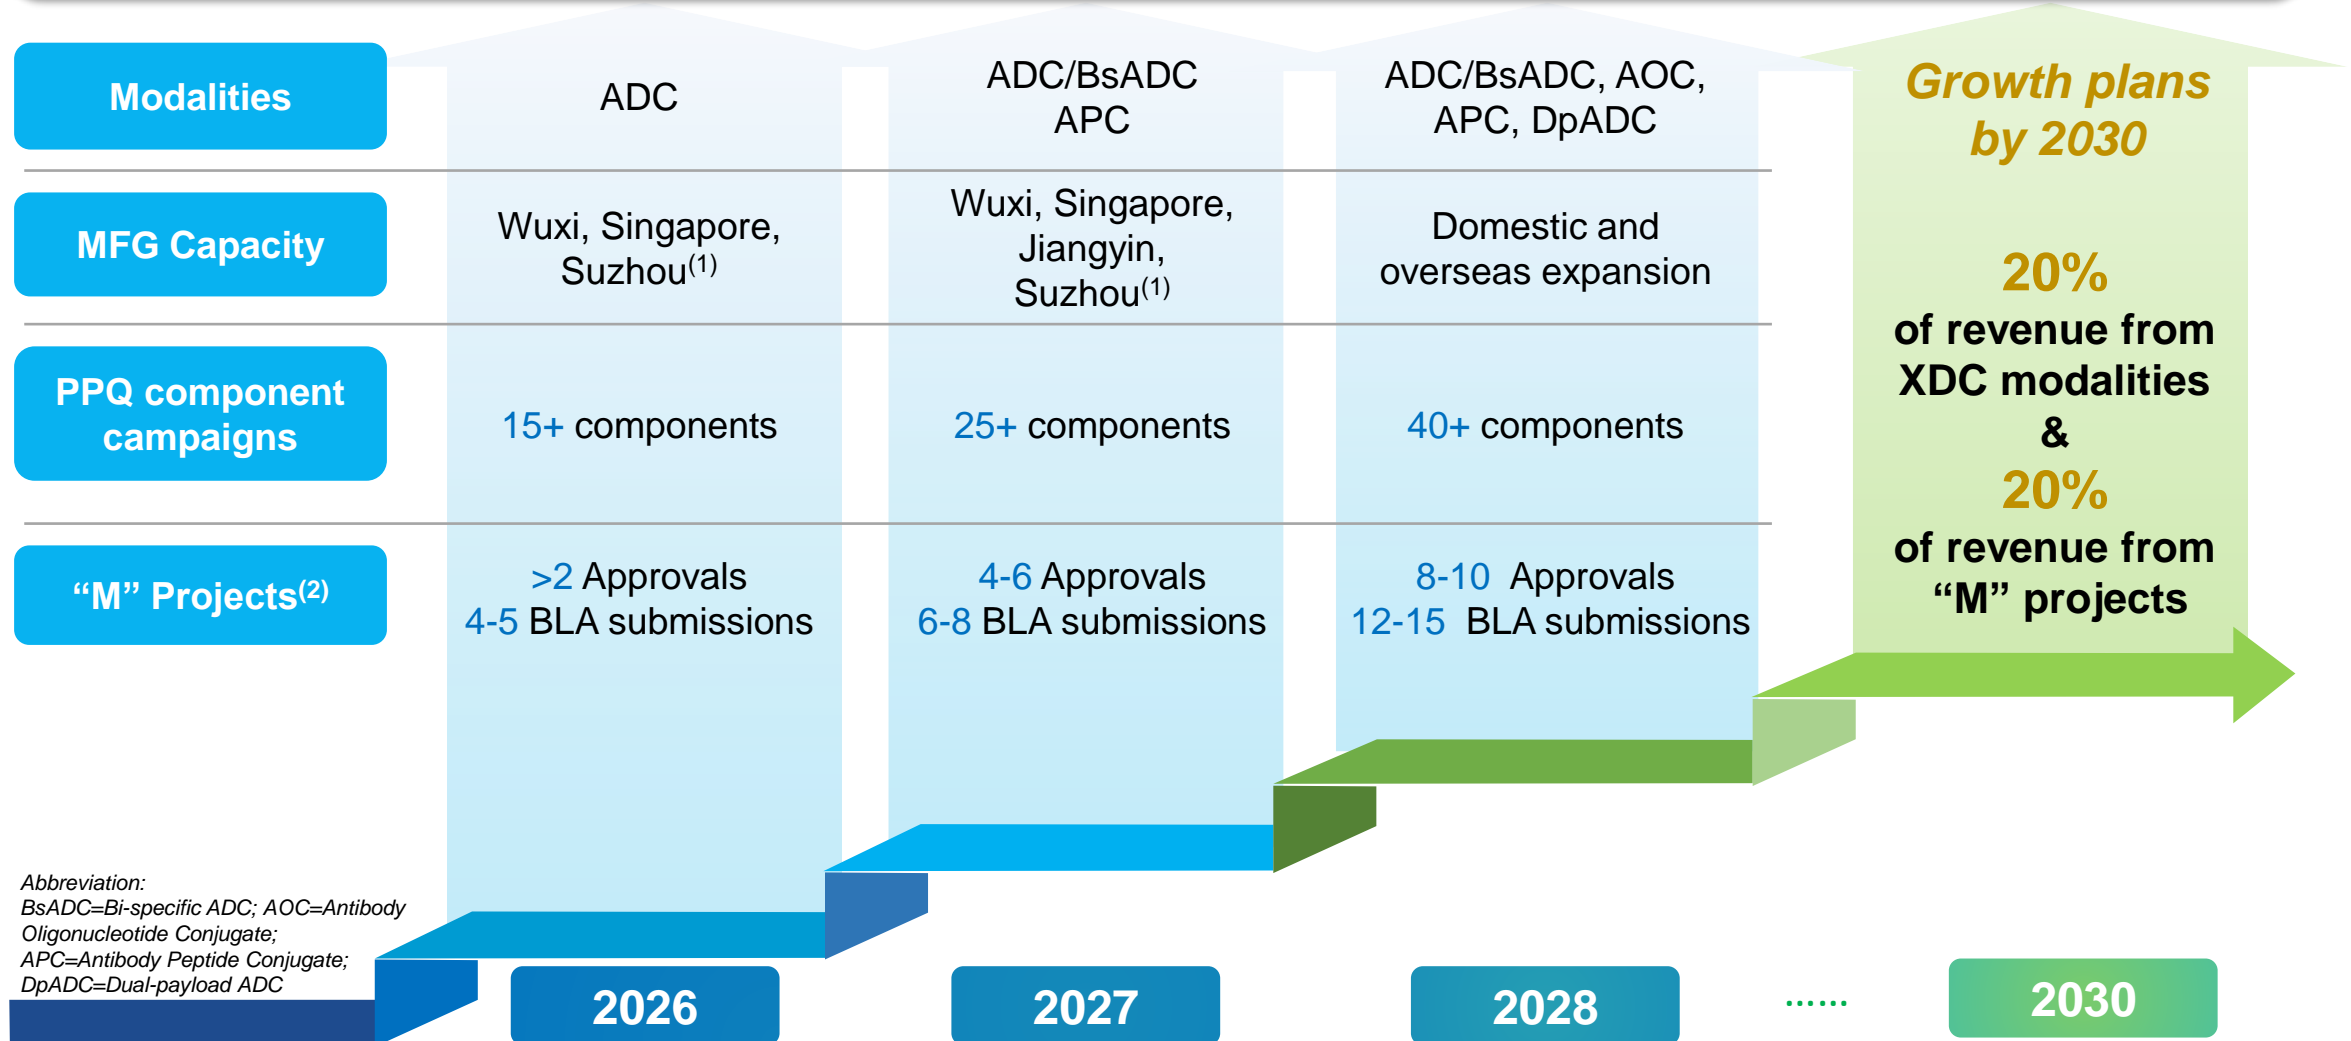 Modalities
ADC
ADC/BsADC
APC
ADC/BsADC, AOC,
APC, DpADC
Growth plans
by 2030
MFG Capacity
Wuxi, Singapore,
Suzhou(1)
Wuxi, Singapore,
Jiangyin,
Suzhou(1)
Domestic and
overseas expansion
20%
of revenue from
XDC modalities
&
20%
of revenue from
“M” projects
PPQ component
campaigns
15+ components
25+ components
40+ components
“M” Projects(2)
>2 Approvals
4-5 BLA submissions
4-6 Approvals
6-8 BLA submissions
8-10 Approvals
12-15 BLA submissions
Abbreviation:
BsADC=Bi-specific ADC; AOC=Antibody
Oligonucleotide Conjugate;
APC=Antibody Peptide Conjugate;
DpADC=Dual-payload ADC
2026
2027
2028
......
2030